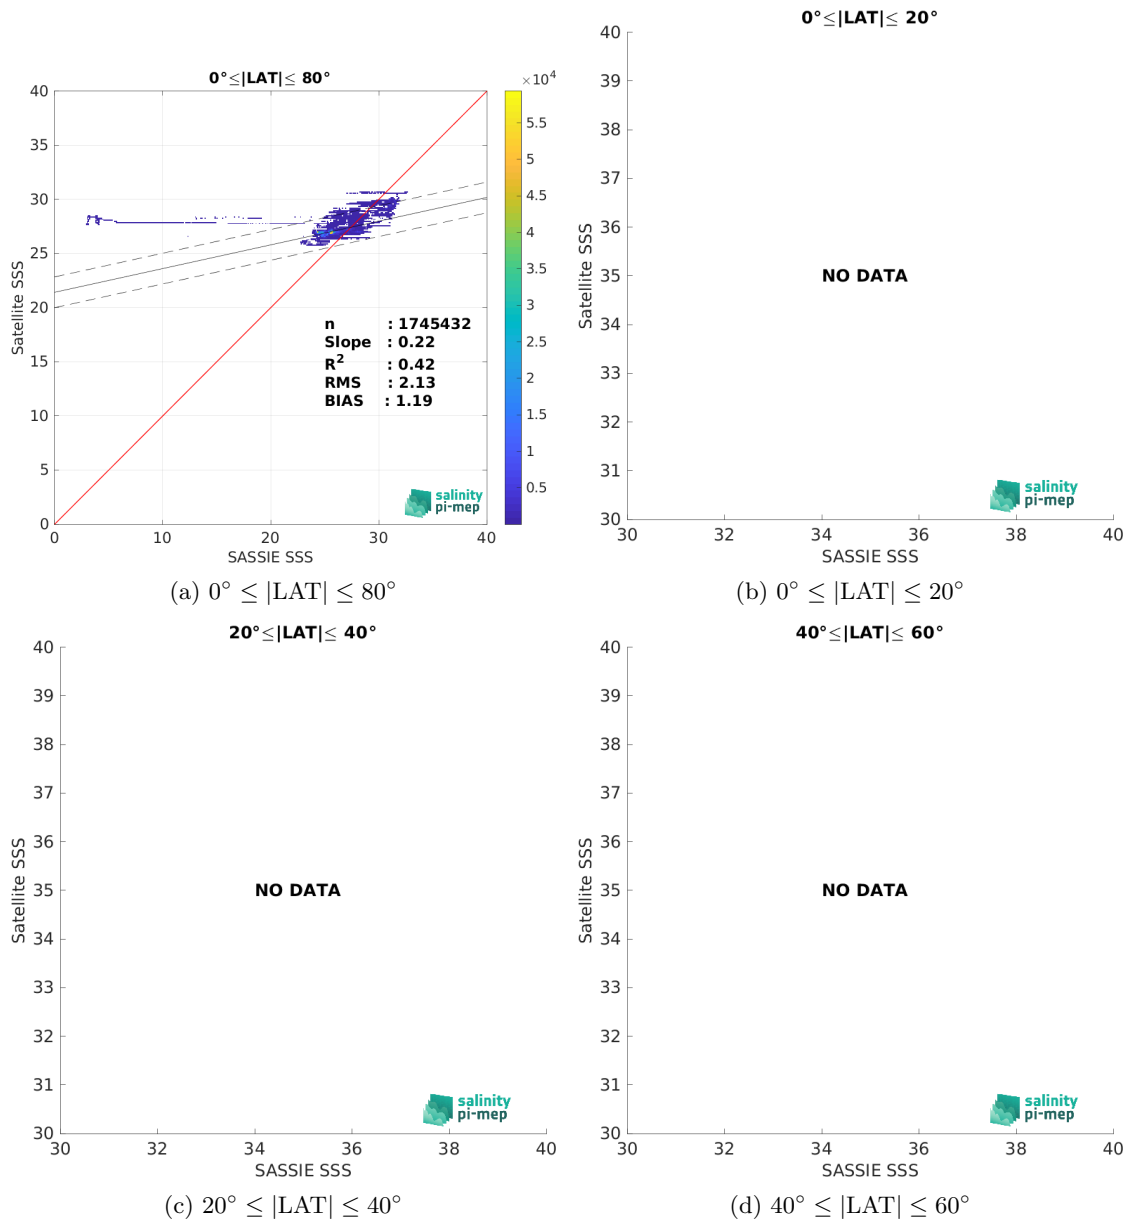 0°≤|LAT|≤ 80°
×10⁴
Satellite SSS
40
35
30
25
20
15
10
5
0
0
10
20
30
40
SASSIE SSS
n : 1745432
Slope : 0.22
R² : 0.42
RMS : 2.13
BIAS : 1.19
5.5
5
4.5
4
3.5
3
2.5
2
1.5
1
0.5
salinity
pi-mep
(a) 0° ≤ |LAT| ≤ 80°
0°≤|LAT|≤ 20°
Satellite SSS
40
39
38
37
36
35
34
33
32
31
30
NO DATA
salinity
pi-mep
30
32
34
36
38
40
SASSIE SSS
(b) 0° ≤ |LAT| ≤ 20°
20°≤|LAT|≤ 40°
Satellite SSS
40
39
38
37
36
35
34
33
32
31
30
NO DATA
salinity
pi-mep
30
32
34
36
38
40
SASSIE SSS
(c) 20° ≤ |LAT| ≤ 40°
40°≤|LAT|≤ 60°
Satellite SSS
40
39
38
37
36
35
34
33
32
31
30
NO DATA
salinity
pi-mep
30
32
34
36
38
40
SASSIE SSS
(d) 40° ≤ |LAT| ≤ 60°